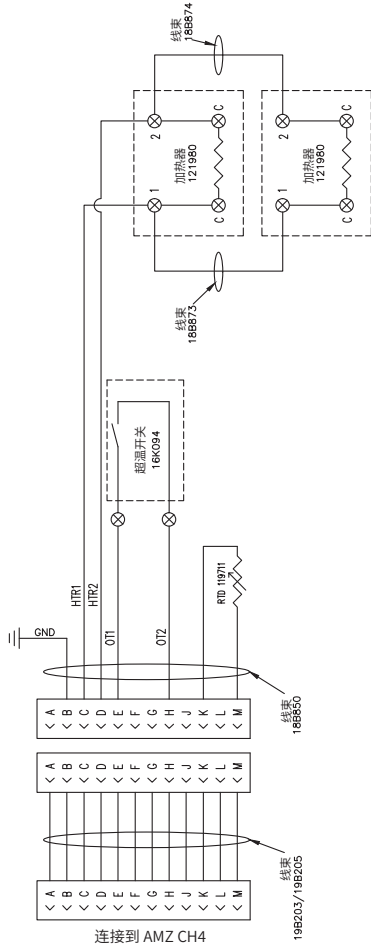 线束
18B874
2
C
加热器
121980
1
C
2
C
加热器
121980
1
C
线束
18B873
超温开关
16K094
HTR1
HTR2
OT1
OT2
GND
RTD 119711
A
B
C
D
E
F
G
H
J
K
L
M
线束
18B850
A
B
C
D
E
F
G
H
J
K
L
M
A
B
C
D
E
F
G
H
J
K
L
M
线束
19B203/19B205
连接到 AMZ CH4